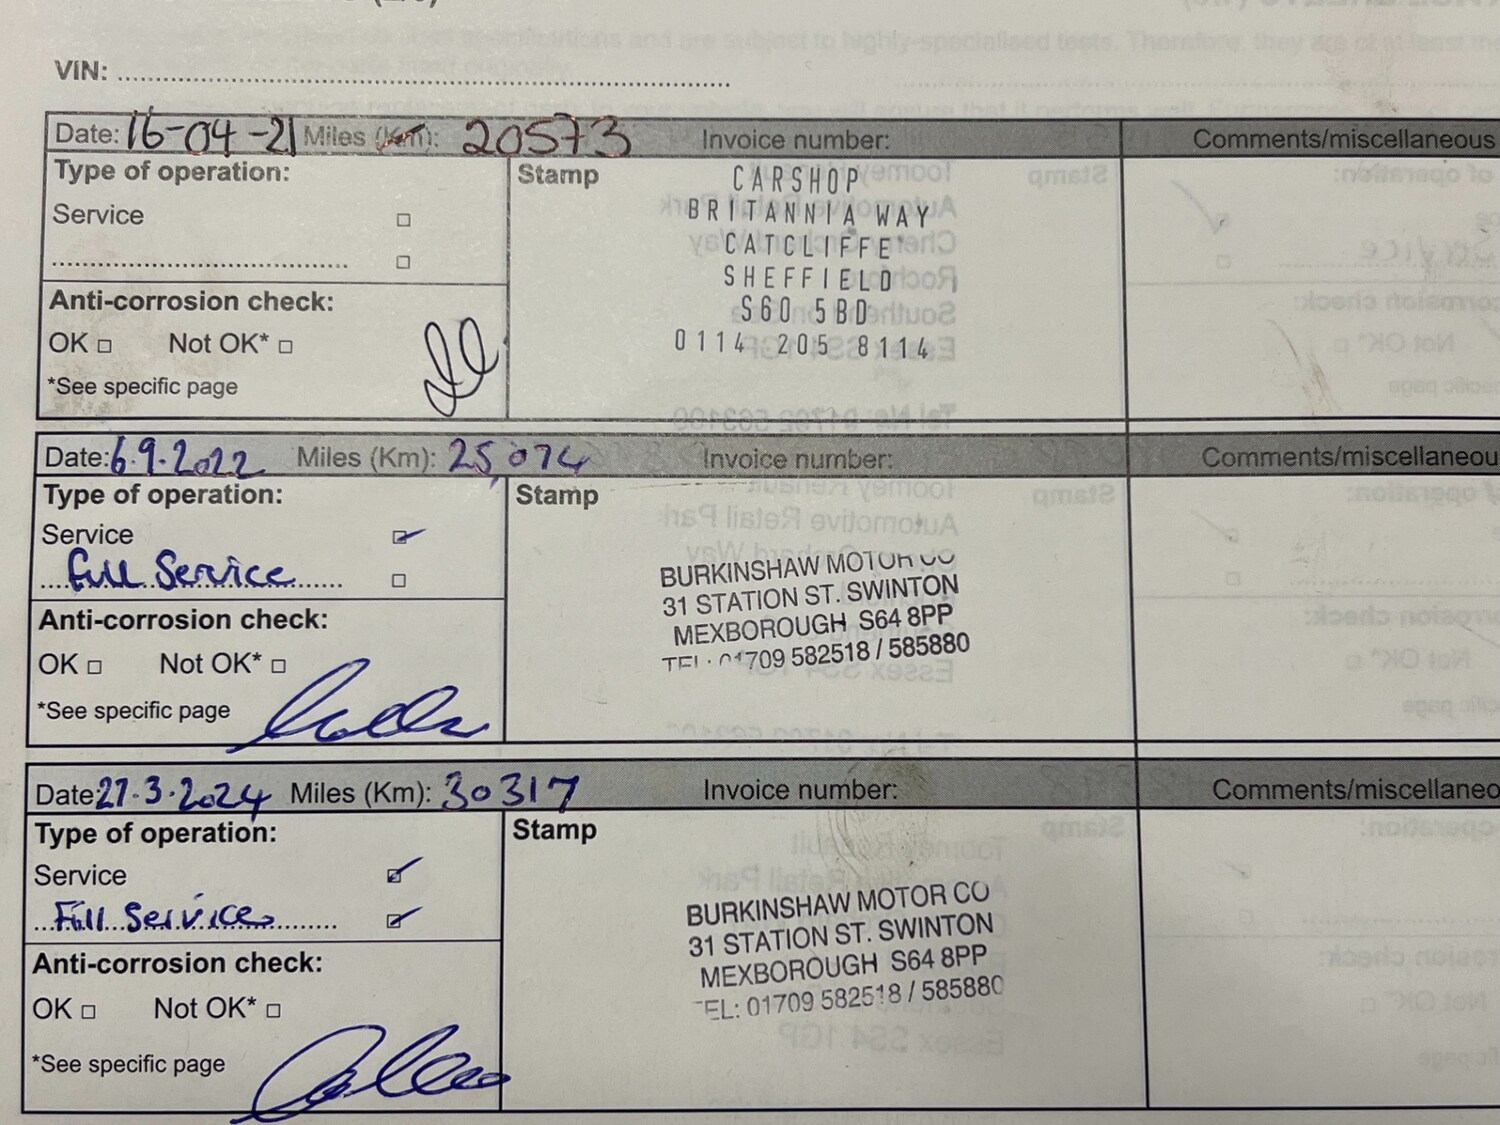 VIN:
Date: 16-04-21 Miles (Km): 20573 Invoice number: Comments/miscellaneous
Type of operation: Stamp
Service
CARSHOP
BRITANNIA WAY
CATCLIFFE
SHEFFIELD
S60 5BD
0114 205 8114
Anti-corrosion check:
OK Not OK*
*See specific page
Date: 6.9.2022 Miles (Km): 25,074 Invoice number: Comments/miscellaneou
Type of operation: Stamp
Service
Full Service
BURKINSHAW MOTOR CO
31 STATION ST. SWINTON
MEXBOROUGH S64 8PP
TEL: 01709 582518 / 585880
Anti-corrosion check:
OK Not OK*
*See specific page
Date: 27.3.2024 Miles (Km): 30317 Invoice number: Comments/miscellaneo
Type of operation: Stamp
Service
Full Service
BURKINSHAW MOTOR CO
31 STATION ST. SWINTON
MEXBOROUGH S64 8PP
TEL: 01709 582518 / 585880
Anti-corrosion check:
OK Not OK*
*See specific page